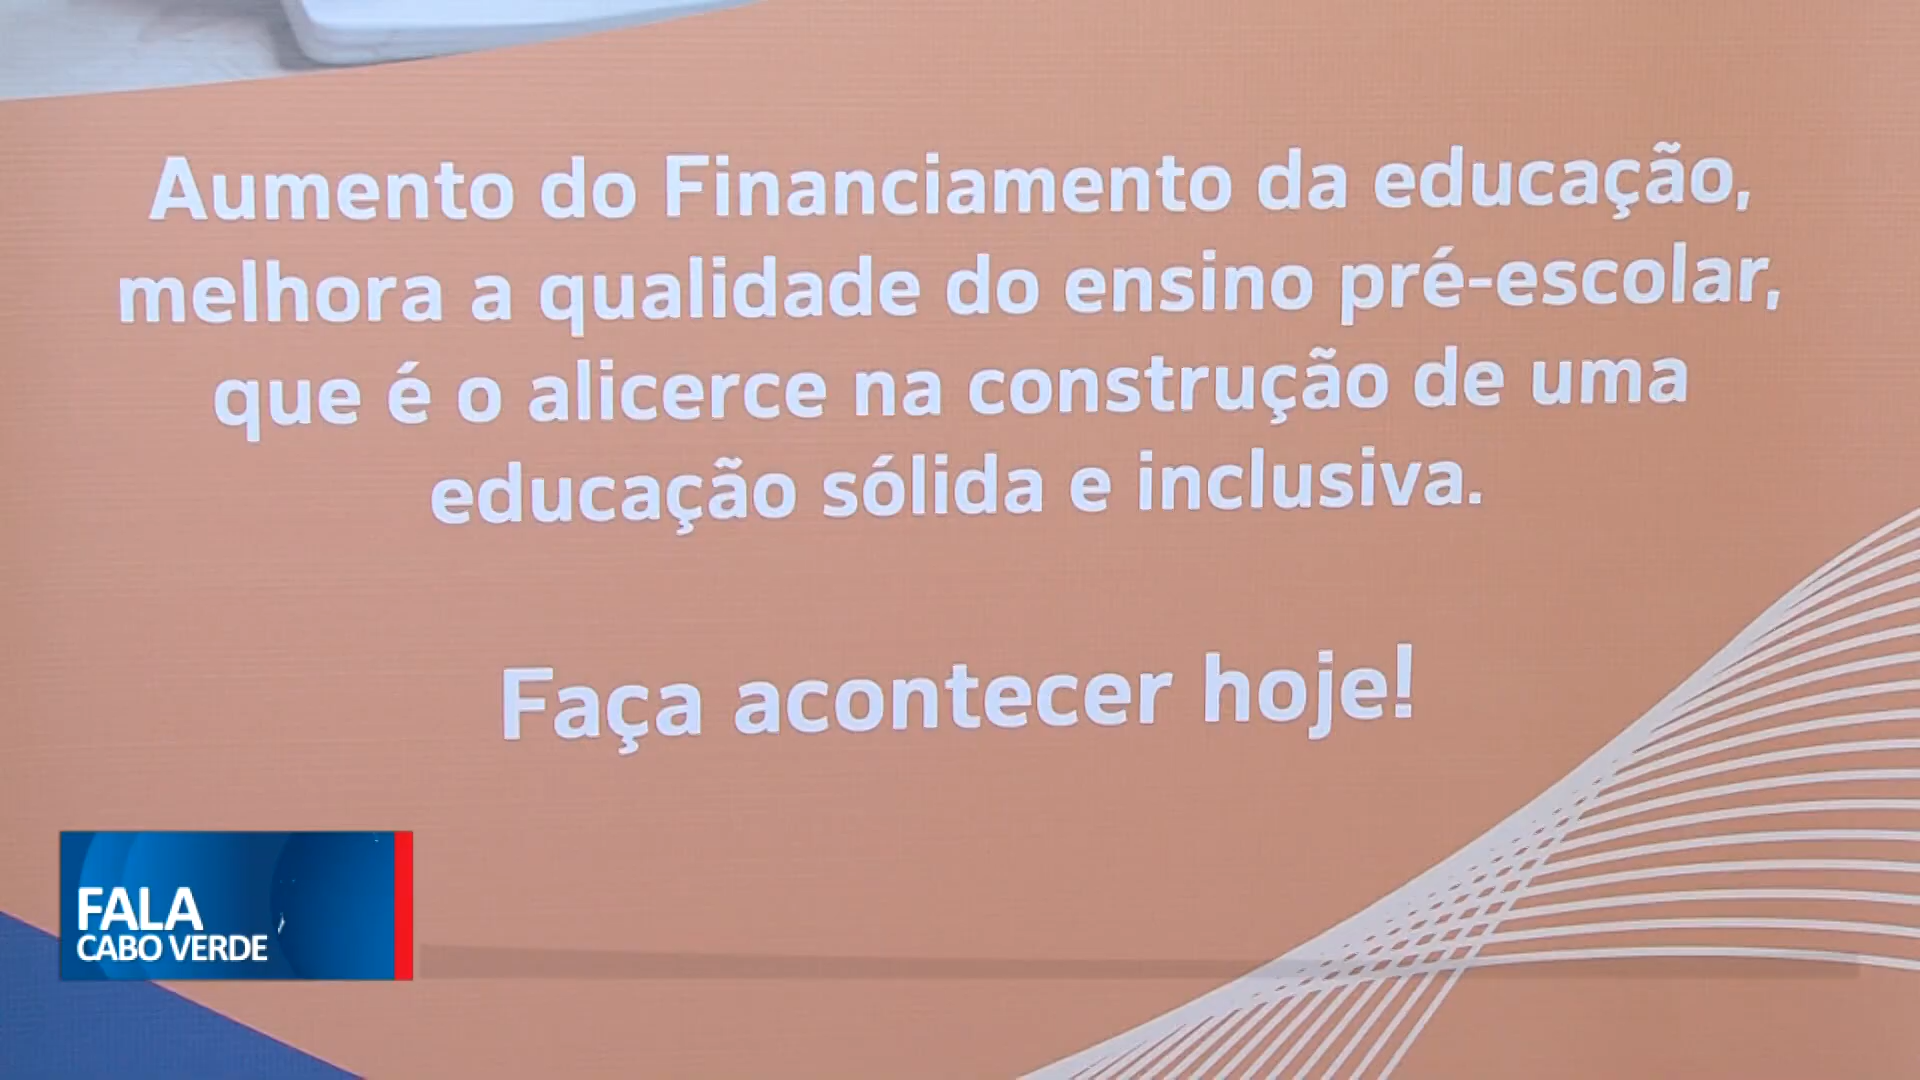 Aumento do Financiamento da educação,
melhora a qualidade do ensino pré-escolar,
que é o alicerce na construção de uma
educação sólida e inclusiva.
Faça acontecer hoje!
FALA
CABO VERDE